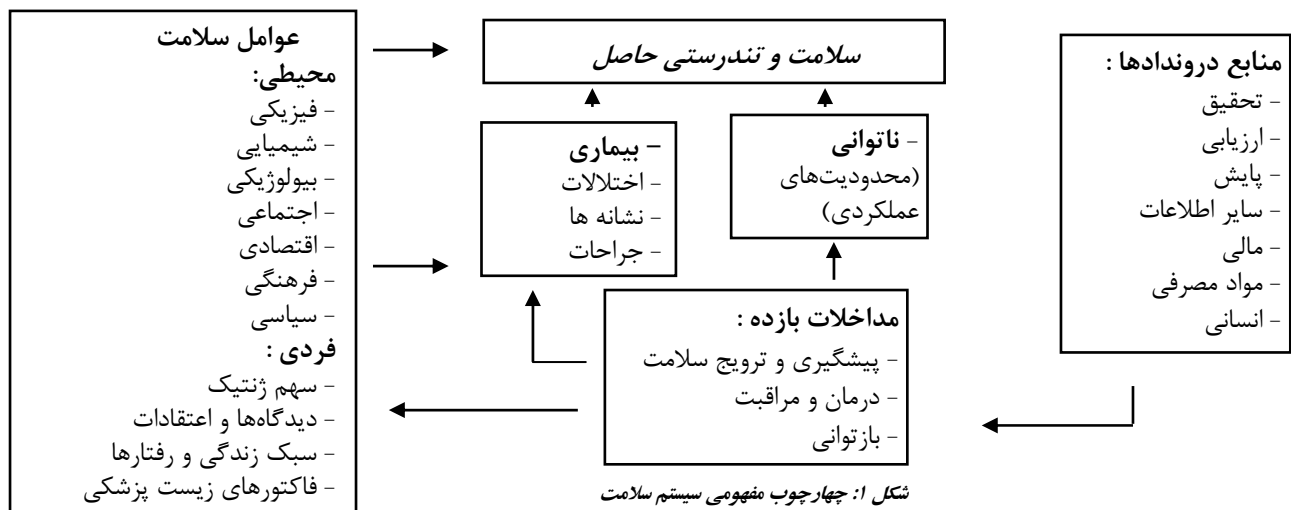 منابع دروندادها :
- تحقیق
- ارزیابی
- پایش
- سایر اطلاعات
- مالی
- مواد مصرفی
- انسانی
سلامت و تندرستی حاصل
- ناتوانی
(محدودیت‌های
عملکردی)
- بیماری
- اختلالات
- نشانه ها
- جراحات
مداخلات بازده :
- پیشگیری و ترویج سلامت
- درمان و مراقبت
- بازتوانی
عوامل سلامت
محیطی:
- فیزیکی
- شیمیایی
- بیولوژیکی
- اجتماعی
- اقتصادی
- فرهنگی
- سیاسی
فردی :
- سهم ژنتیک
- دیدگاه‌ها و اعتقادات
- سبک زندگی و رفتارها
- فاکتورهای زیست پزشکی
شکل ۱: چهارچوب مفهومی سیستم سلامت